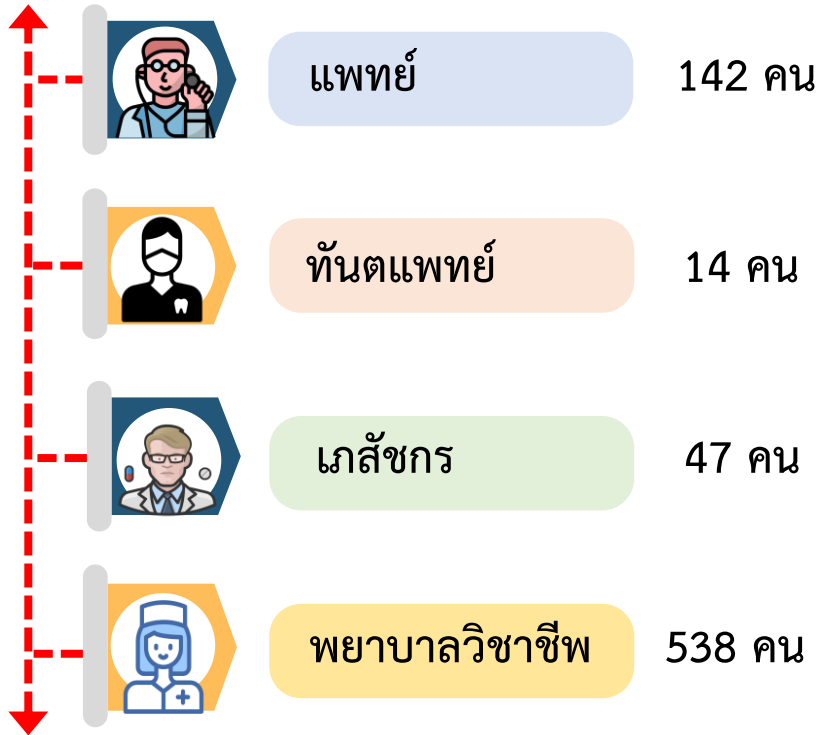 แพทย์ 142 คน
ทันตแพทย์ 14 คน
เภสัชกร 47 คน
พยาบาลวิชาชีพ 538 คน